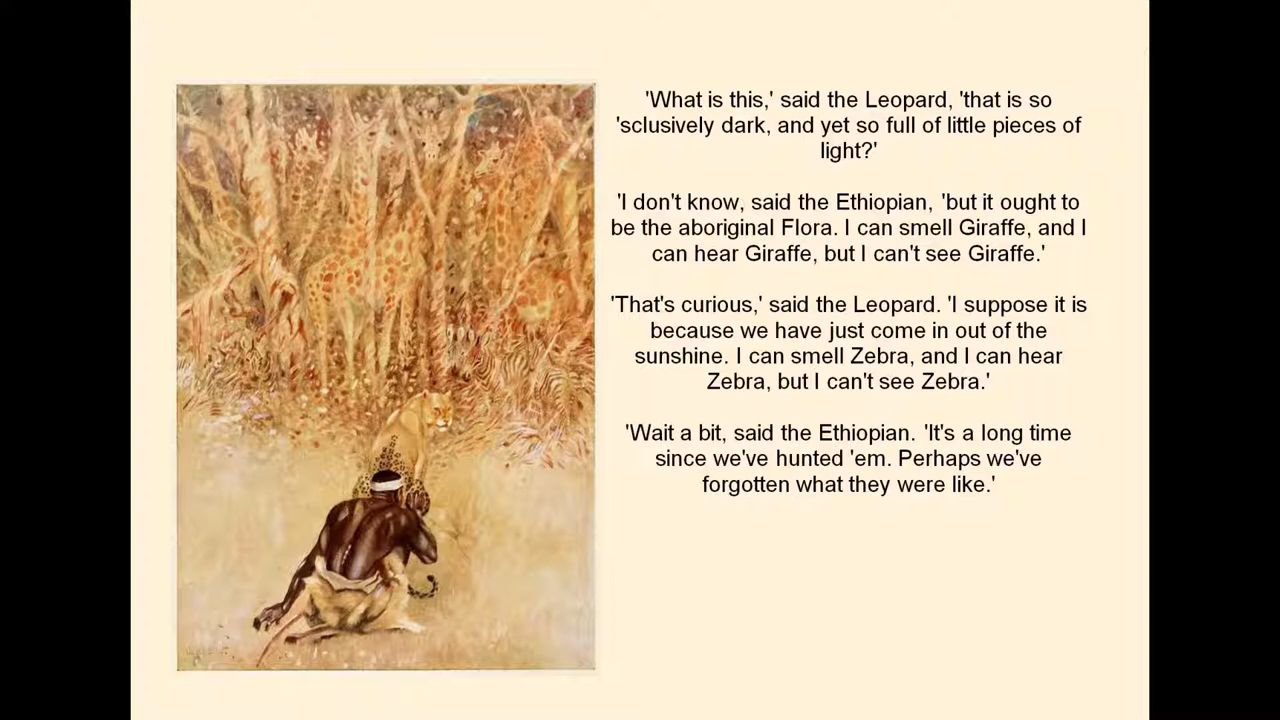 'What is this,' said the Leopard, 'that is so
'sclusively dark, and yet so full of little pieces of
light?'
'I don't know, said the Ethiopian, 'but it ought to
be the aboriginal Flora. I can smell Giraffe, and I
can hear Giraffe, but I can't see Giraffe.'
'That's curious,' said the Leopard. 'I suppose it is
because we have just come in out of the
sunshine. I can smell Zebra, and I can hear
Zebra, but I can't see Zebra.'
'Wait a bit, said the Ethiopian. 'It's a long time
since we've hunted 'em. Perhaps we've
forgotten what they were like.'